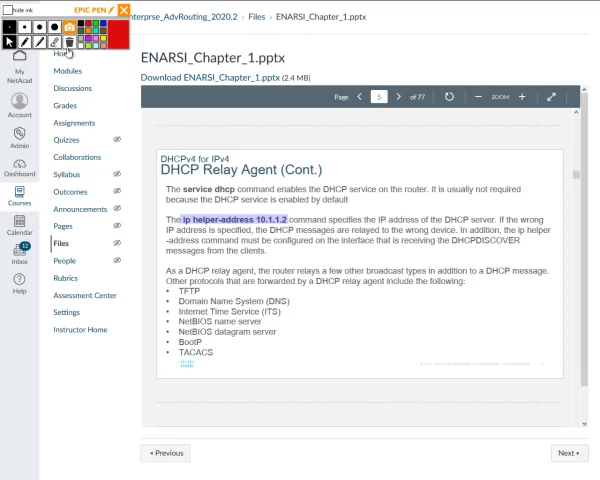 hide ink EPIC PEN
nterprse_AdvRouting_2020.2 › Files › ENARSI_Chapter_1.pptx
My NetAcad
Account
Admin
Dashboard
Courses
Calendar
12
Inbox
Help
Home
Modules
Discussions
Grades
Assignments
Quizzes
Collaborations
Syllabus
Outcomes
Announcements
Pages
Files
People
Rubrics
Assessment Center
Settings
Instructor Home
ENARSI_Chapter_1.pptx
Download ENARSI_Chapter_1.pptx (2.4 MB)
Page < 5 > of 77 ZOOM
DHCPv4 for IPv4
DHCP Relay Agent (Cont.)
The service dhcp command enables the DHCP service on the router. It is usually not required
because the DHCP service is enabled by default
The ip helper-address 10.1.1.2 command specifies the IP address of the DHCP server. If the wrong
IP address is specified, the DHCP messages are relayed to the wrong device. In addition, the ip helper
-address command must be configured on the interface that is receiving the DHCPDISCOVER
messages from the clients.
As a DHCP relay agent, the router relays a few other broadcast types in addition to a DHCP message.
Other protocols that are forwarded by a DHCP relay agent include the following:
• TFTP
• Domain Name System (DNS)
• Internet Time Service (ITS)
• NetBIOS name server
• NetBIOS datagram server
• BootP
• TACACS
cisco
◂ Previous
Next ▸